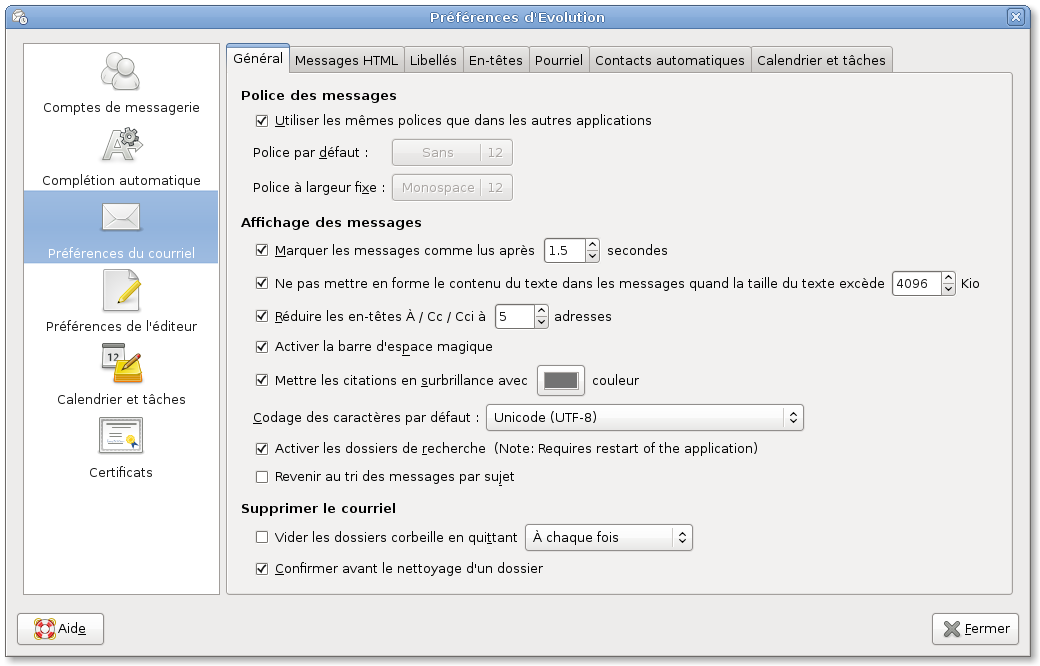 Préférences d'Evolution
Comptes de messagerie
Complétion automatique
Préférences du courriel
Préférences de l'éditeur
12
Calendrier et tâches
Certificats
Général Messages HTML Libellés En-têtes Pourriel Contacts automatiques Calendrier et tâches
Police des messages
Utiliser les mêmes polices que dans les autres applications
Police par défaut : Sans 12
Police à largeur fixe : Monospace 12
Affichage des messages
Marquer les messages comme lus après 1.5 secondes
Ne pas mettre en forme le contenu du texte dans les messages quand la taille du texte excède 4096 Kio
Réduire les en-têtes À / Cc / Cci à 5 adresses
Activer la barre d'espace magique
Mettre les citations en surbrillance avec couleur
Codage des caractères par défaut : Unicode (UTF-8)
Activer les dossiers de recherche (Note: Requires restart of the application)
Revenir au tri des messages par sujet
Supprimer le courriel
Vider les dossiers corbeille en quittant À chaque fois
Confirmer avant le nettoyage d'un dossier
Aide Fermer